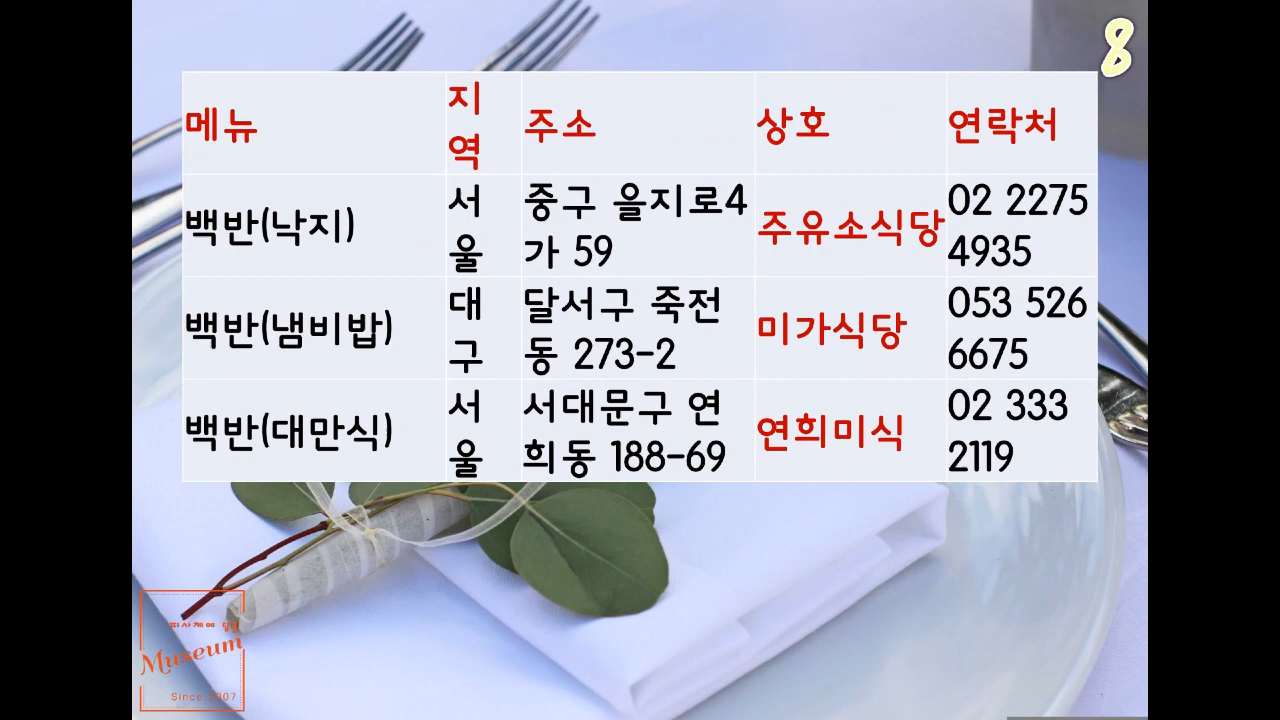 8
메뉴 지역 주소 상호 연락처
백반(낙지) 서울 중구 을지로4가 59 주유소식당 02 2275 4935
백반(냄비밥) 대구 달서구 죽전동 273-2 미가식당 053 526 6675
백반(대만식) 서울 서대문구 연희동 188-69 연희미식 02 333 2119
Museum
Since.2007